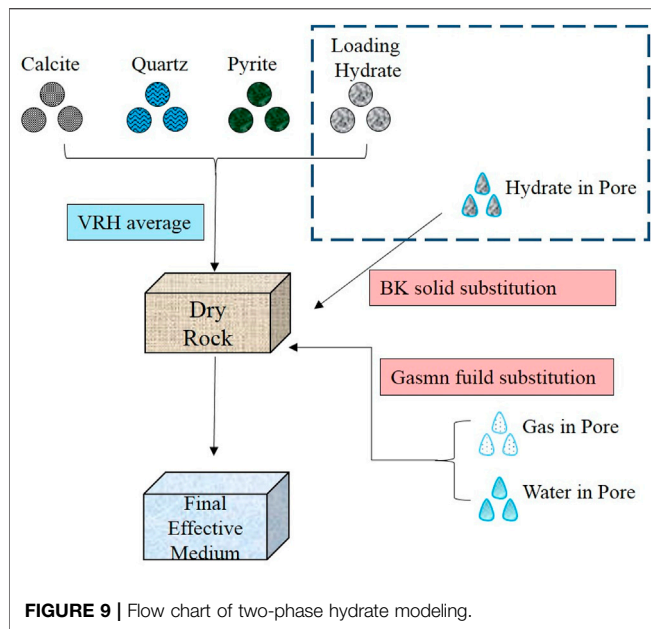 Calcite
Quartz
Pyrite
Loading
Hydrate
Hydrate in Pore
VRH average
BK solid substitution
Dry
Rock
Gasmn fuild substitution
Gas in Pore
Water in Pore
Final
Effective
Medium
FIGURE 9 | Flow chart of two-phase hydrate modeling.